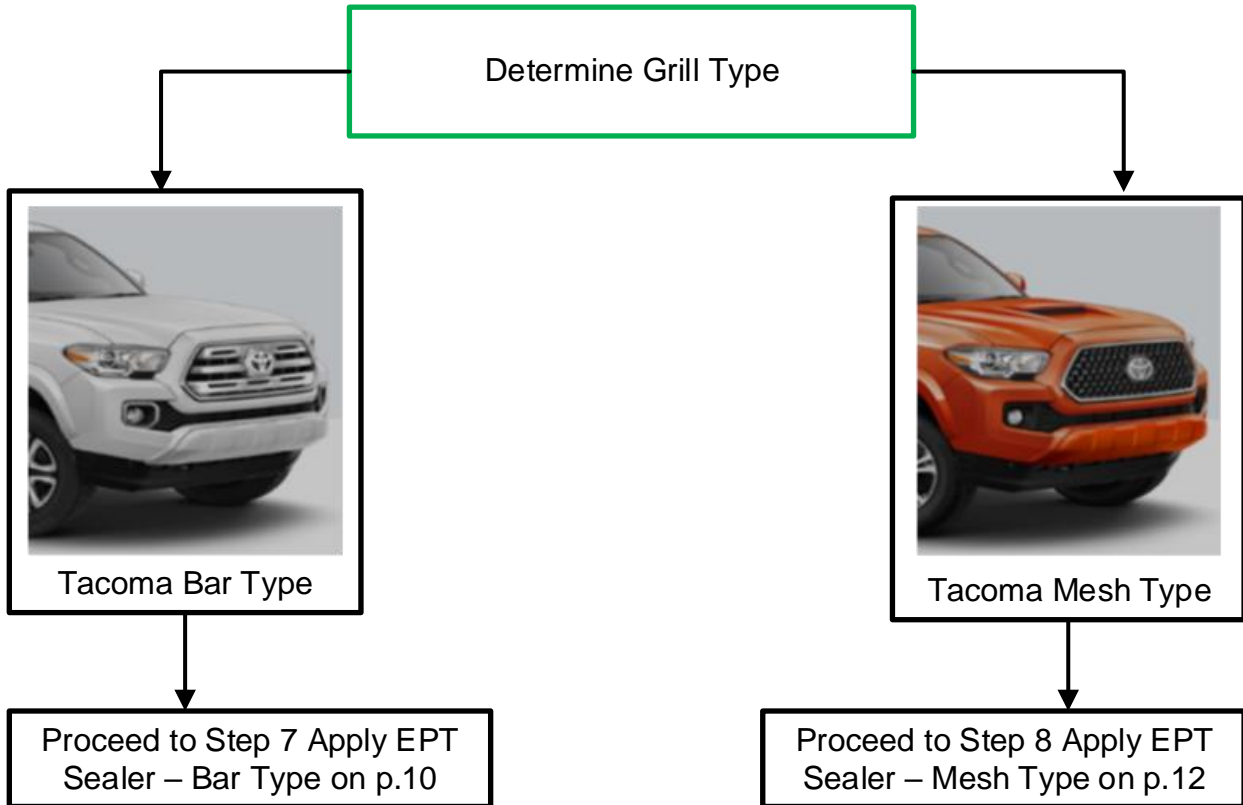 Determine Grill Type
Tacoma Bar Type
Tacoma Mesh Type
Proceed to Step 7 Apply EPT
Sealer – Bar Type on p.10
Proceed to Step 8 Apply EPT
Sealer – Mesh Type on p.12